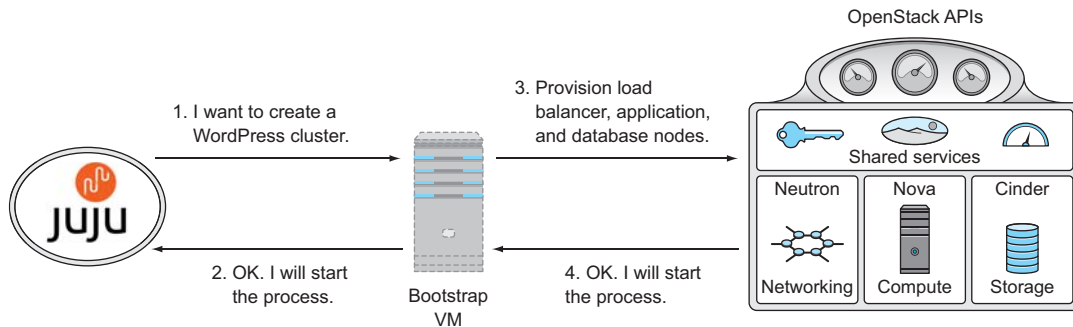 OpenStack APIs
1. I want to create a
WordPress cluster.
3. Provision load
balancer, application,
and database nodes.
Shared services
juju
Neutron
Nova
Cinder
Networking
Compute
Storage
2. OK. I will start
the process.
Bootstrap
VM
4. OK. I will start
the process.